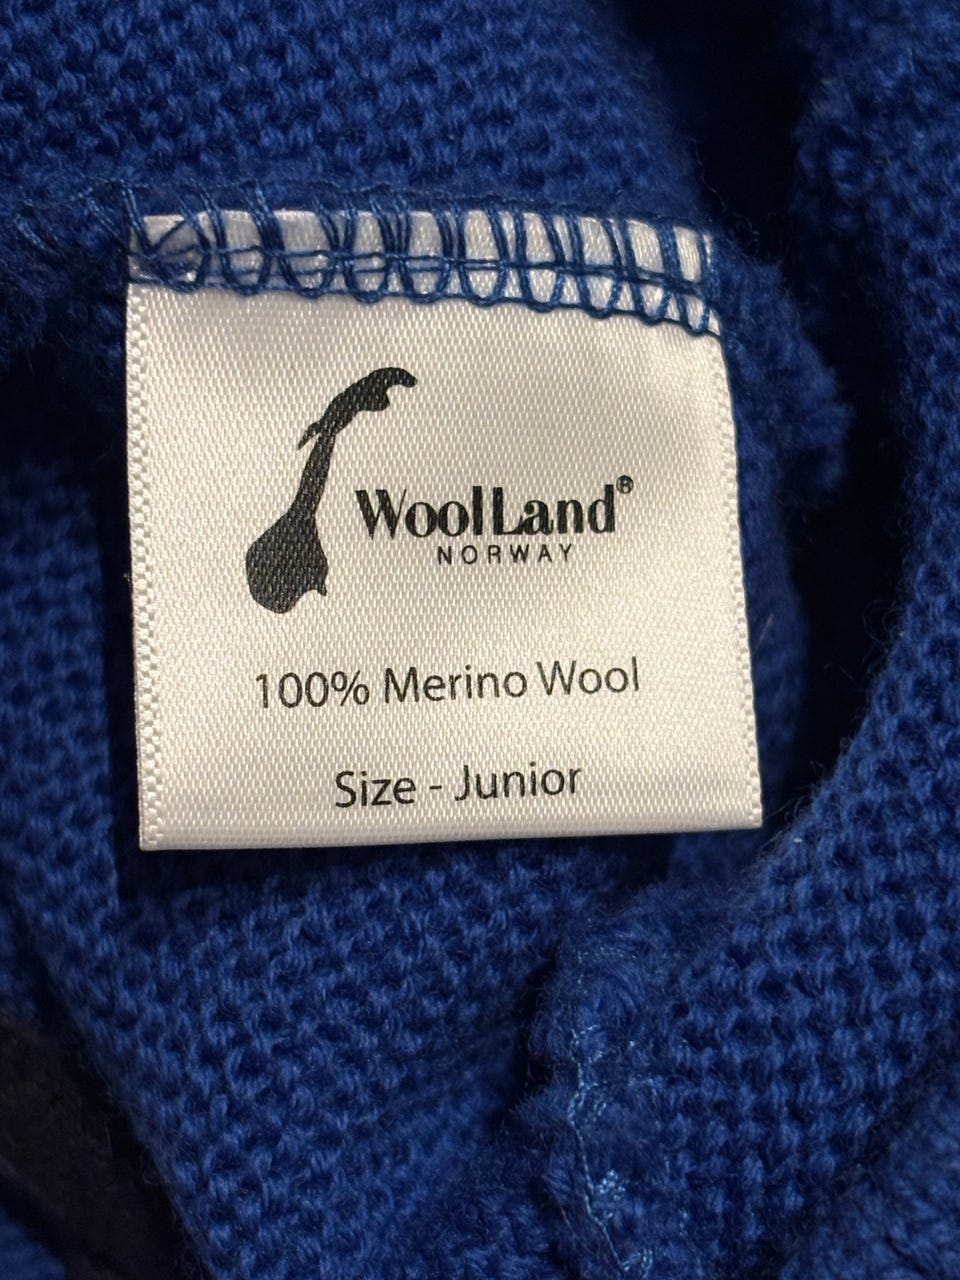 WoolLand®
NORWAY
100% Merino Wool
Size - Junior